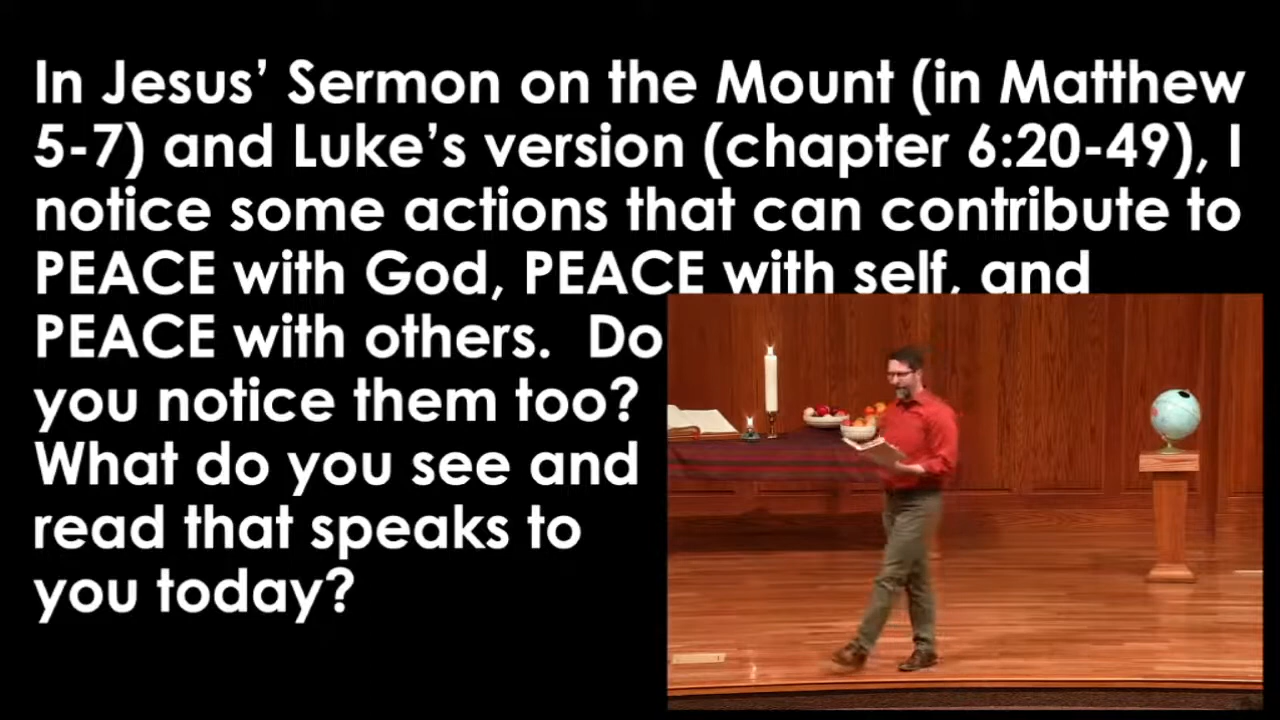 In Jesus’ Sermon on the Mount (in Matthew
5-7) and Luke’s version (chapter 6:20-49), I
notice some actions that can contribute to
PEACE with God, PEACE with self, and
PEACE with others.  Do
you notice them too?
What do you see and
read that speaks to
you today?